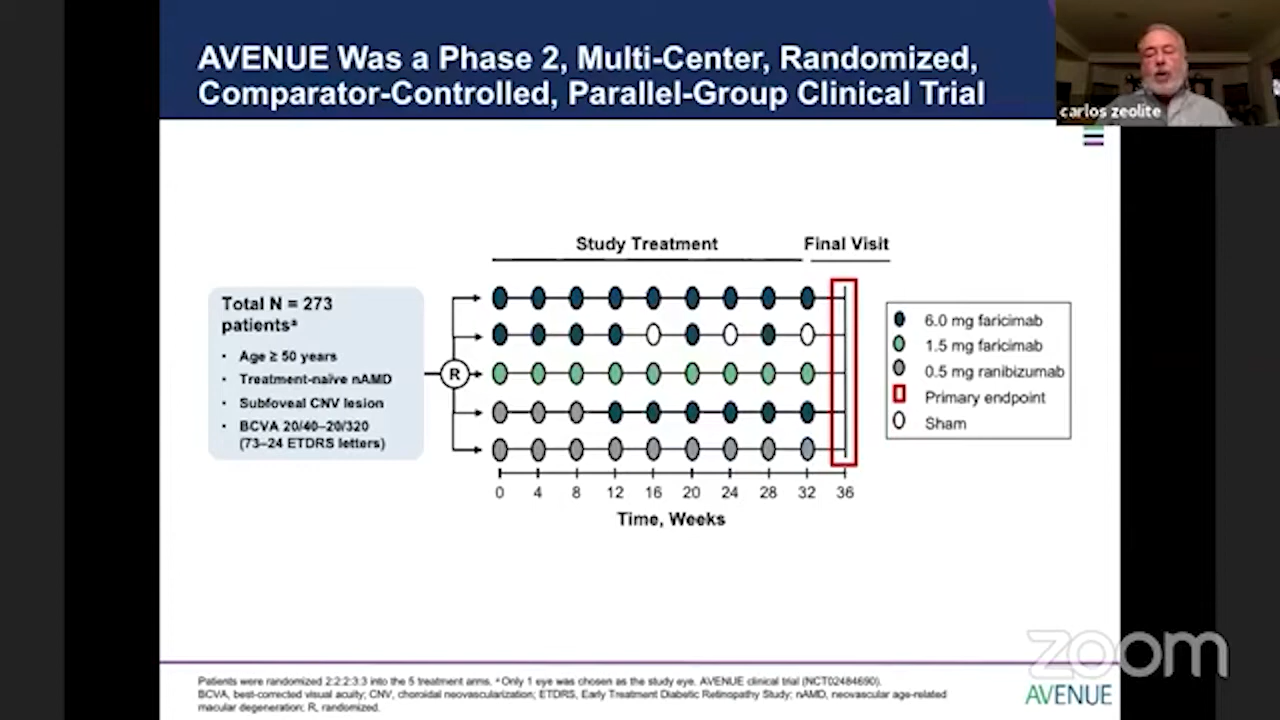 AVENUE Was a Phase 2, Multi-Center, Randomized,
Comparator-Controlled, Parallel-Group Clinical Trial
carlos zeolite
Study Treatment
Final Visit
Total N = 273
patientsᵃ
• Age ≥ 50 years
• Treatment-naïve nAMD
• Subfoveal CNV lesion
• BCVA 20/40–20/320
(73–24 ETDRS letters)
R
6.0 mg faricimab
1.5 mg faricimab
0.5 mg ranibizumab
Primary endpoint
Sham
0 4 8 12 16 20 24 28 32 36
Time, Weeks
zoom
AVENUE
Patients were randomized 2:2:2:3:3 into the 5 treatment arms. ᵃ Only 1 eye was chosen as the study eye. AVENUE clinical trial (NCT02484690).
BCVA, best-corrected visual acuity; CNV, choroidal neovascularization; ETDRS, Early Treatment Diabetic Retinopathy Study; nAMD, neovascular age-related
macular degeneration; R, randomized.